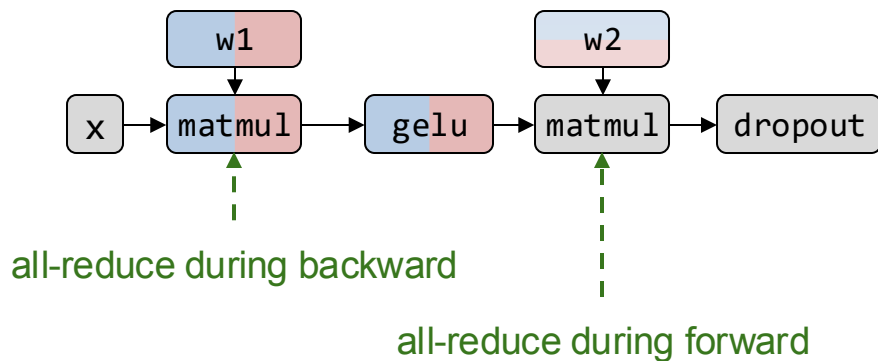 w1
w2
x
matmul
gelu
matmul
dropout
all-reduce during backward
all-reduce during forward